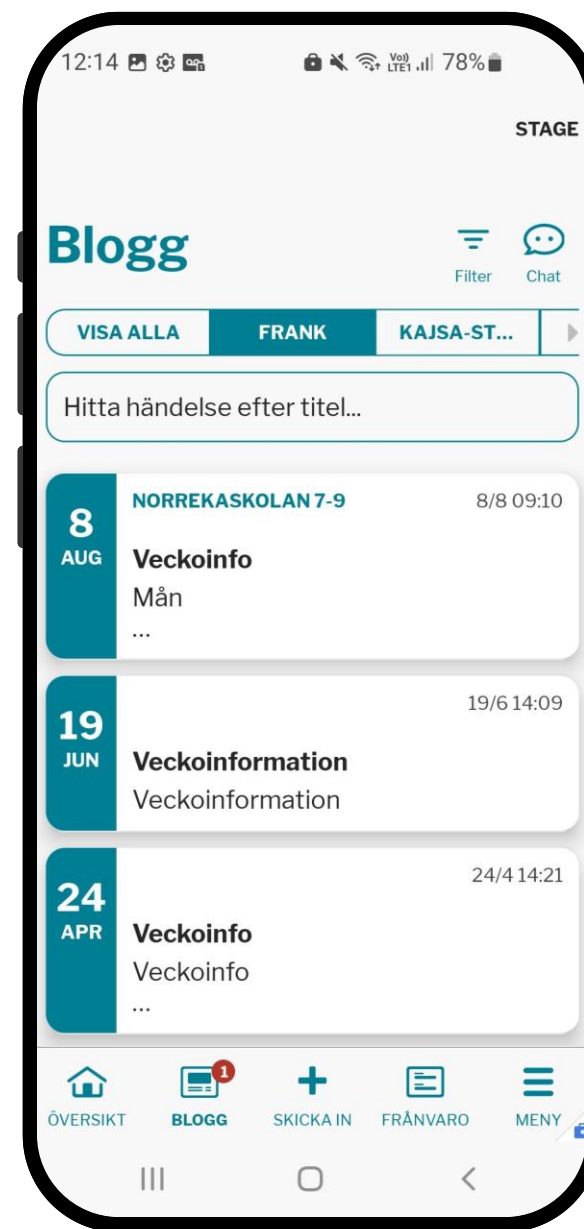 12:14 78%
STAGE
Blogg
Filter Chat
VISA ALLA FRANK KAJSA-ST...
Hitta händelse efter titel...
8 AUG
NORREKASKOLAN 7-9 8/8 09:10
Veckoinfo
Mån
...
19 JUN
19/6 14:09
Veckoinformation
Veckoinformation
24 APR
24/4 14:21
Veckoinfo
Veckoinfo
...
1
ÖVERSIKT BLOGG SKICKA IN FRÅNVARO MENY